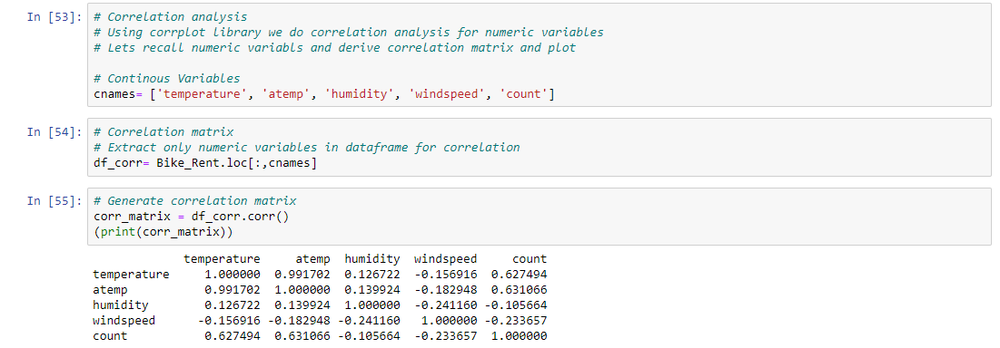 In [53]: # Correlation analysis
# Using corrplot library we do correlation analysis for numeric variables
# Lets recall numeric variabls and derive correlation matrix and plot
# Continous Variables
cnames= ['temperature', 'atemp', 'humidity', 'windspeed', 'count']
In [54]: # Correlation matrix
# Extract only numeric variables in dataframe for correlation
df_corr= Bike_Rent.loc[:,cnames]
In [55]: # Generate correlation matrix
corr_matrix = df_corr.corr()
(print(corr_matrix))
temperature atemp humidity windspeed count
temperature 1.000000 0.991702 0.126722 -0.156916 0.627494
atemp 0.991702 1.000000 0.139924 -0.182948 0.631066
humidity 0.126722 0.139924 1.000000 -0.241160 -0.105664
windspeed -0.156916 -0.182948 -0.241160 1.000000 -0.233657
count 0.627494 0.631066 -0.105664 -0.233657 1.000000